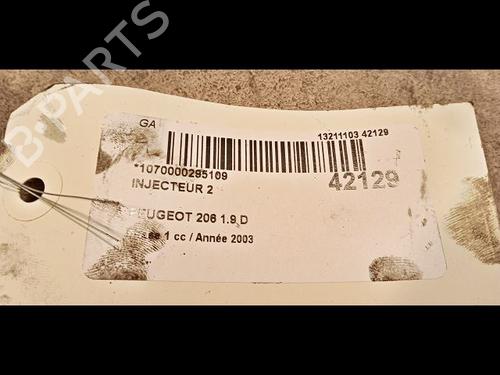 B-PARTS
GA
13211103 42129
*1070000295109
42129
INJECTEUR 2
PEUGEOT 206 1.9 D
1 cc / Année 2003